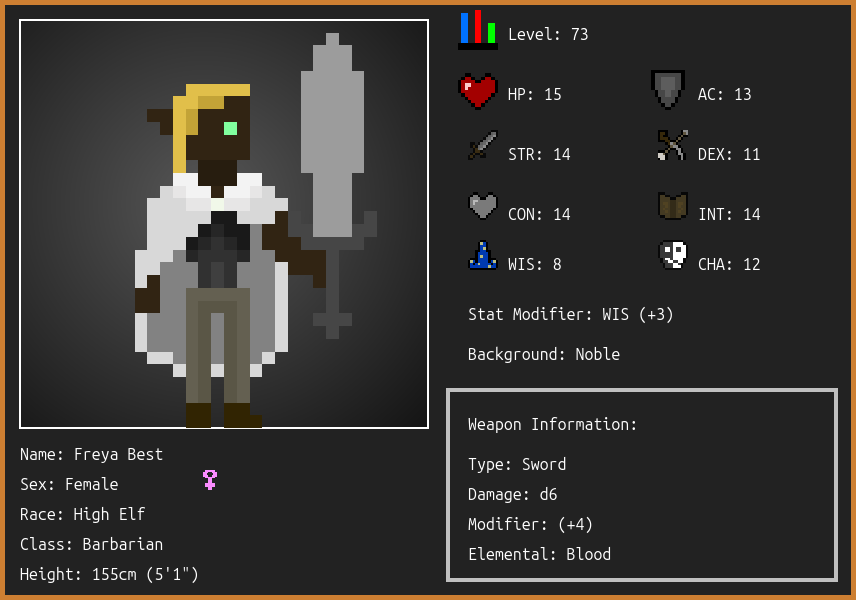 Level: 73
HP: 15
AC: 13
STR: 14
DEX: 11
CON: 14
INT: 14
WIS: 8
CHA: 12
Stat Modifier: WIS (+3)
Background: Noble
Weapon Information:
Type: Sword
Damage: d6
Modifier: (+4)
Elemental: Blood
Name: Freya Best
Sex: Female
Race: High Elf
Class: Barbarian
Height: 155cm (5'1")